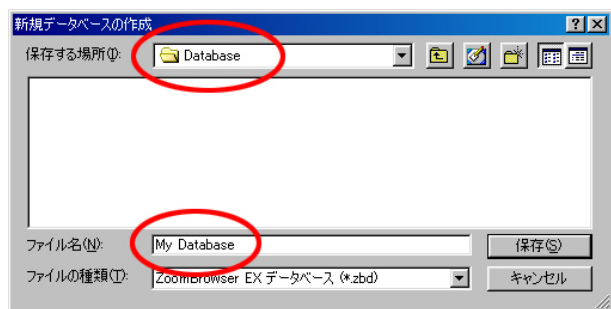 新規データベースの作成
保存する場所(I): Database
ファイル名(N): My Database 保存(S)
ファイルの種類(T): ZoomBrowser EX データベース (*.zbd) キャンセル